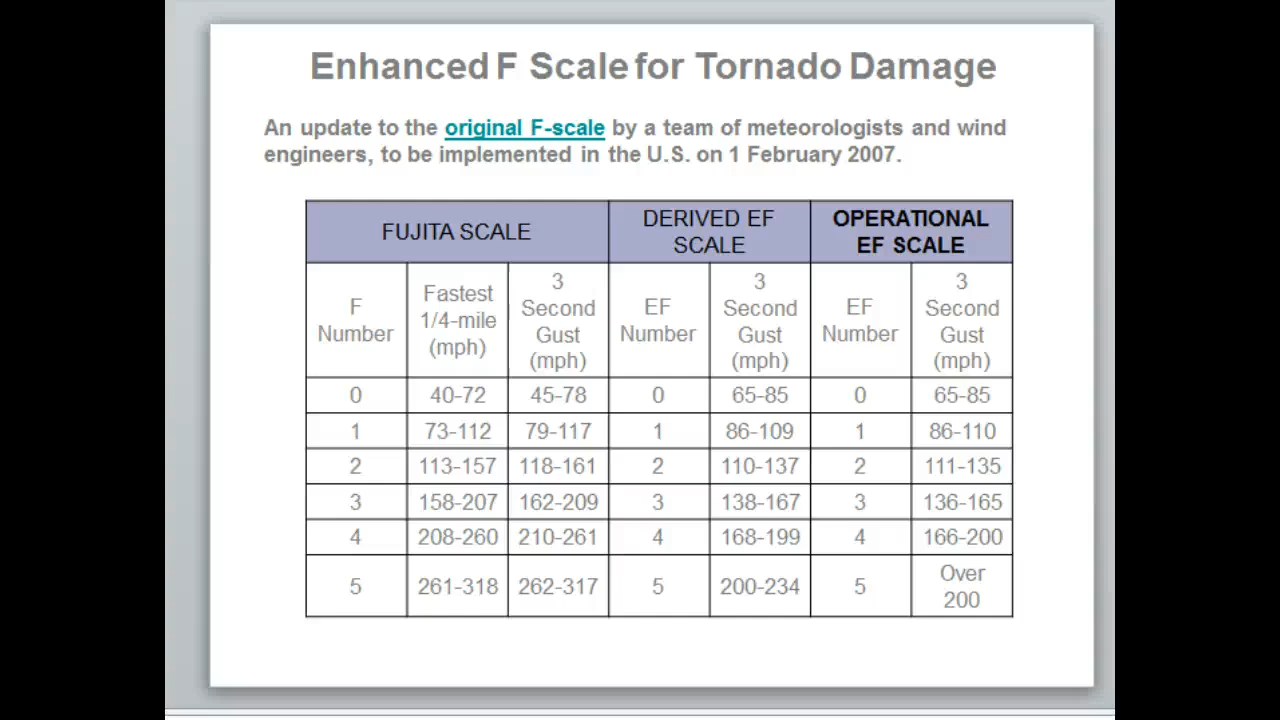 Enhanced F Scale for Tornado Damage
An update to the original F-scale by a team of meteorologists and wind
engineers, to be implemented in the U.S. on 1 February 2007.
FUJITA SCALE DERIVED EF SCALE OPERATIONAL EF SCALE
F Number Fastest 1/4-mile (mph) 3 Second Gust (mph) EF Number 3 Second Gust (mph) EF Number 3 Second Gust (mph)
0 40-72 45-78 0 65-85 0 65-85
1 73-112 79-117 1 86-109 1 86-110
2 113-157 118-161 2 110-137 2 111-135
3 158-207 162-209 3 138-167 3 136-165
4 208-260 210-261 4 168-199 4 166-200
5 261-318 262-317 5 200-234 5 Over 200